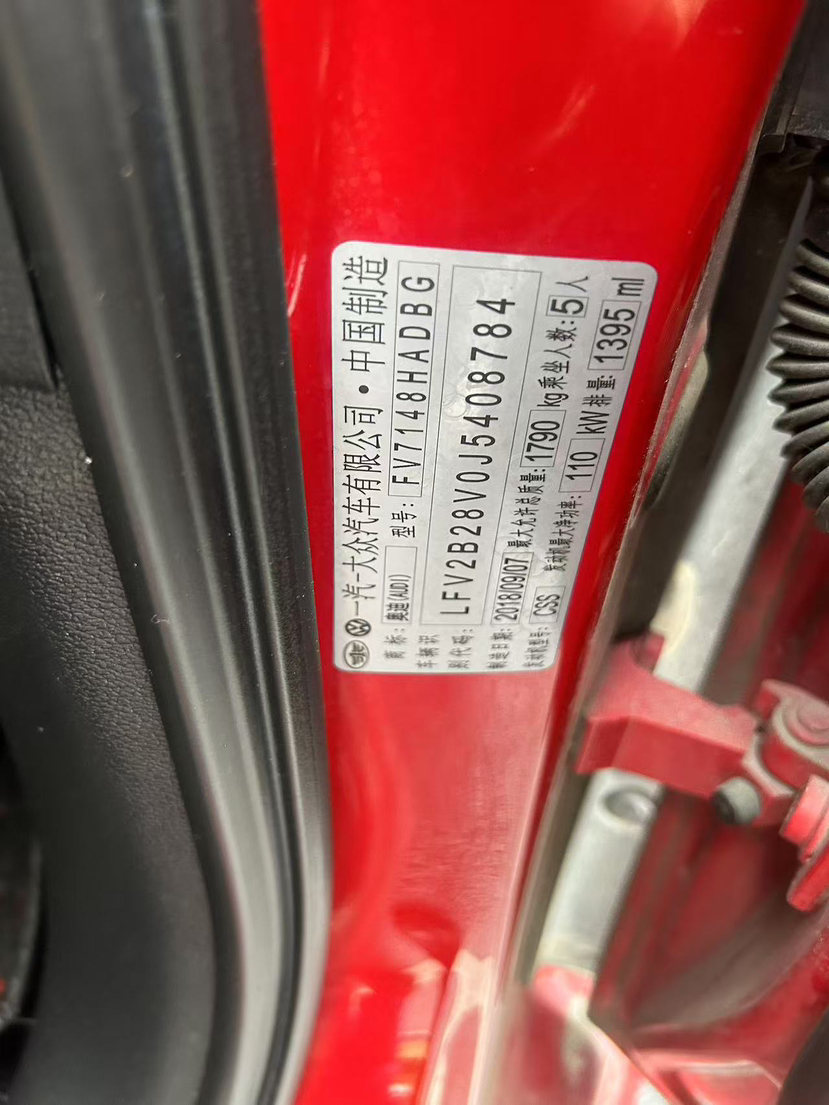 一汽-大众汽车有限公司·中国制造
商标: 奥迪(AUDI) 型号: FV7148HADBG
车辆识别代码: LFV2B28V0J5408784
制造日期: 2018/09/07 最大允许总质量: 1790 kg 乘坐人数: 5 人
发动机型号: CSS 发动机最大净功率: 110 kW 排量: 1395 ml